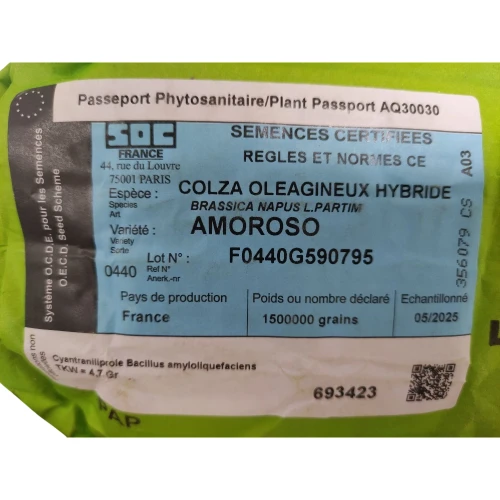 Passeport Phytosanitaire/Plant Passport AQ30030
SOC
FRANCE
44, rue du Louvre
75001 PARIS
SEMENCES CERTIFIEES
REGLES ET NORMES CE
A03
Espèce :
Species
Art
COLZA OLEAGINEUX HYBRIDE
BRASSICA NAPUS L.PARTIM
Variété :
Variety
Sorte
AMOROSO
Lot N° :
Ref N°
Anerk.-nr
F0440G590795
0440
356079 CS
Système O.C.D.E. pour les Semences
O.E.C.D. Seed Scheme
Pays de production
France
Poids ou nombre déclaré
1500000 grains
Echantillonné
05/2025
Cyantraniliprole Bacillus amyloliquefaciens
TKW = 4,7 Gr
693423
PAP